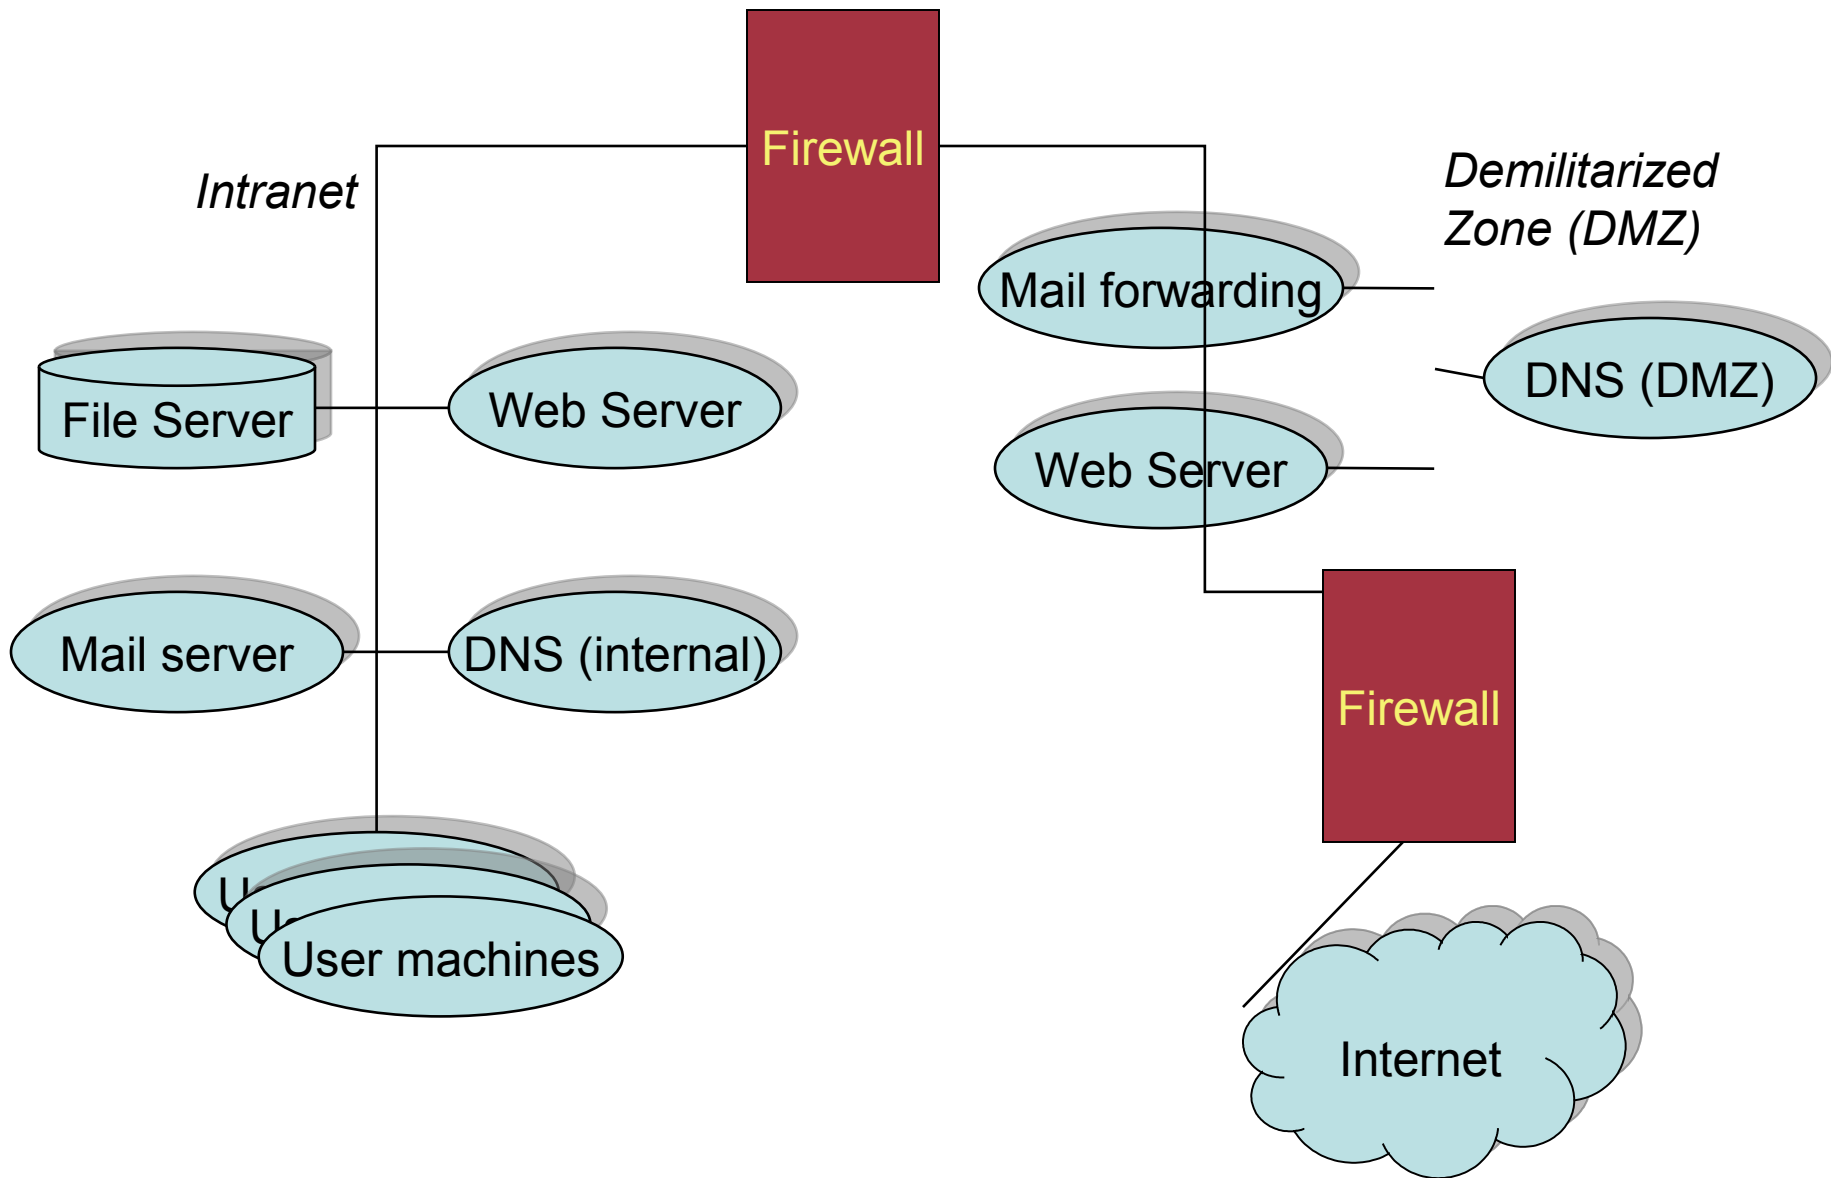 Firewall
Intranet
Demilitarized
Zone (DMZ)
Mail forwarding
DNS (DMZ)
File Server
Web Server
Web Server
Mail server
DNS (internal)
Firewall
User machines
Internet